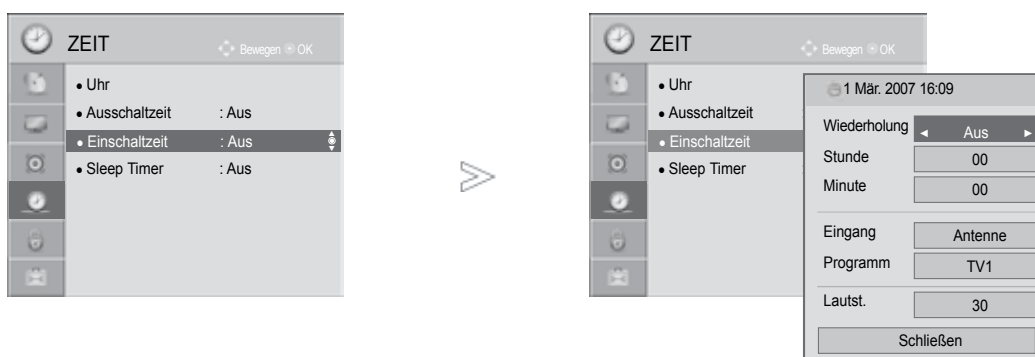 ZEIT
Bewegen OK
• Uhr
• Ausschaltzeit : Aus
• Einschaltzeit : Aus
• Sleep Timer : Aus
ZEIT
Bewegen OK
• Uhr
• Ausschaltzeit
• Einschaltzeit
• Sleep Timer
1 Mär. 2007 16:09
Wiederholung ◄ Aus ►
Stunde 00
Minute 00
Eingang Antenne
Programm TV1
Lautst. 30
Schließen